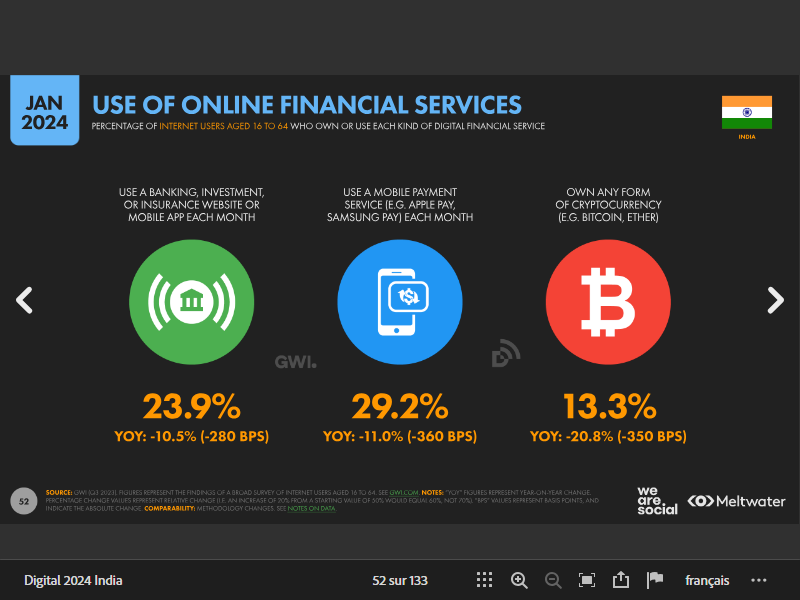 JAN
2024
USE OF ONLINE FINANCIAL SERVICES
PERCENTAGE OF INTERNET USERS AGED 16 TO 64 WHO OWN OR USE EACH KIND OF DIGITAL FINANCIAL SERVICE
INDIA
USE A BANKING, INVESTMENT,
OR INSURANCE WEBSITE OR
MOBILE APP EACH MONTH
USE A MOBILE PAYMENT
SERVICE (E.G. APPLE PAY,
SAMSUNG PAY) EACH MONTH
OWN ANY FORM
OF CRYPTOCURRENCY
(E.G. BITCOIN, ETHER)
GWI.
23.9%
YOY: -10.5% (-280 BPS)
29.2%
YOY: -11.0% (-360 BPS)
13.3%
YOY: -20.8% (-350 BPS)
52
SOURCE: GWI (Q3 2023). FIGURES REPRESENT THE FINDINGS OF A BROAD SURVEY OF INTERNET USERS AGED 16 TO 64. SEE GWI.COM. NOTES: "YOY" FIGURES REPRESENT YEAR-ON-YEAR CHANGE.
PERCENTAGE CHANGE VALUES REPRESENT RELATIVE CHANGE (I.E. AN INCREASE OF 20% FROM A STARTING VALUE OF 50% WOULD EQUAL 60%, NOT 70%). "BPS" VALUES REPRESENT BASIS POINTS, AND
INDICATE THE ABSOLUTE CHANGE. COMPARABILITY: METHODOLOGY CHANGES. SEE NOTES ON DATA.
we
are.
social
Meltwater
Digital 2024 India
52 sur 133
français